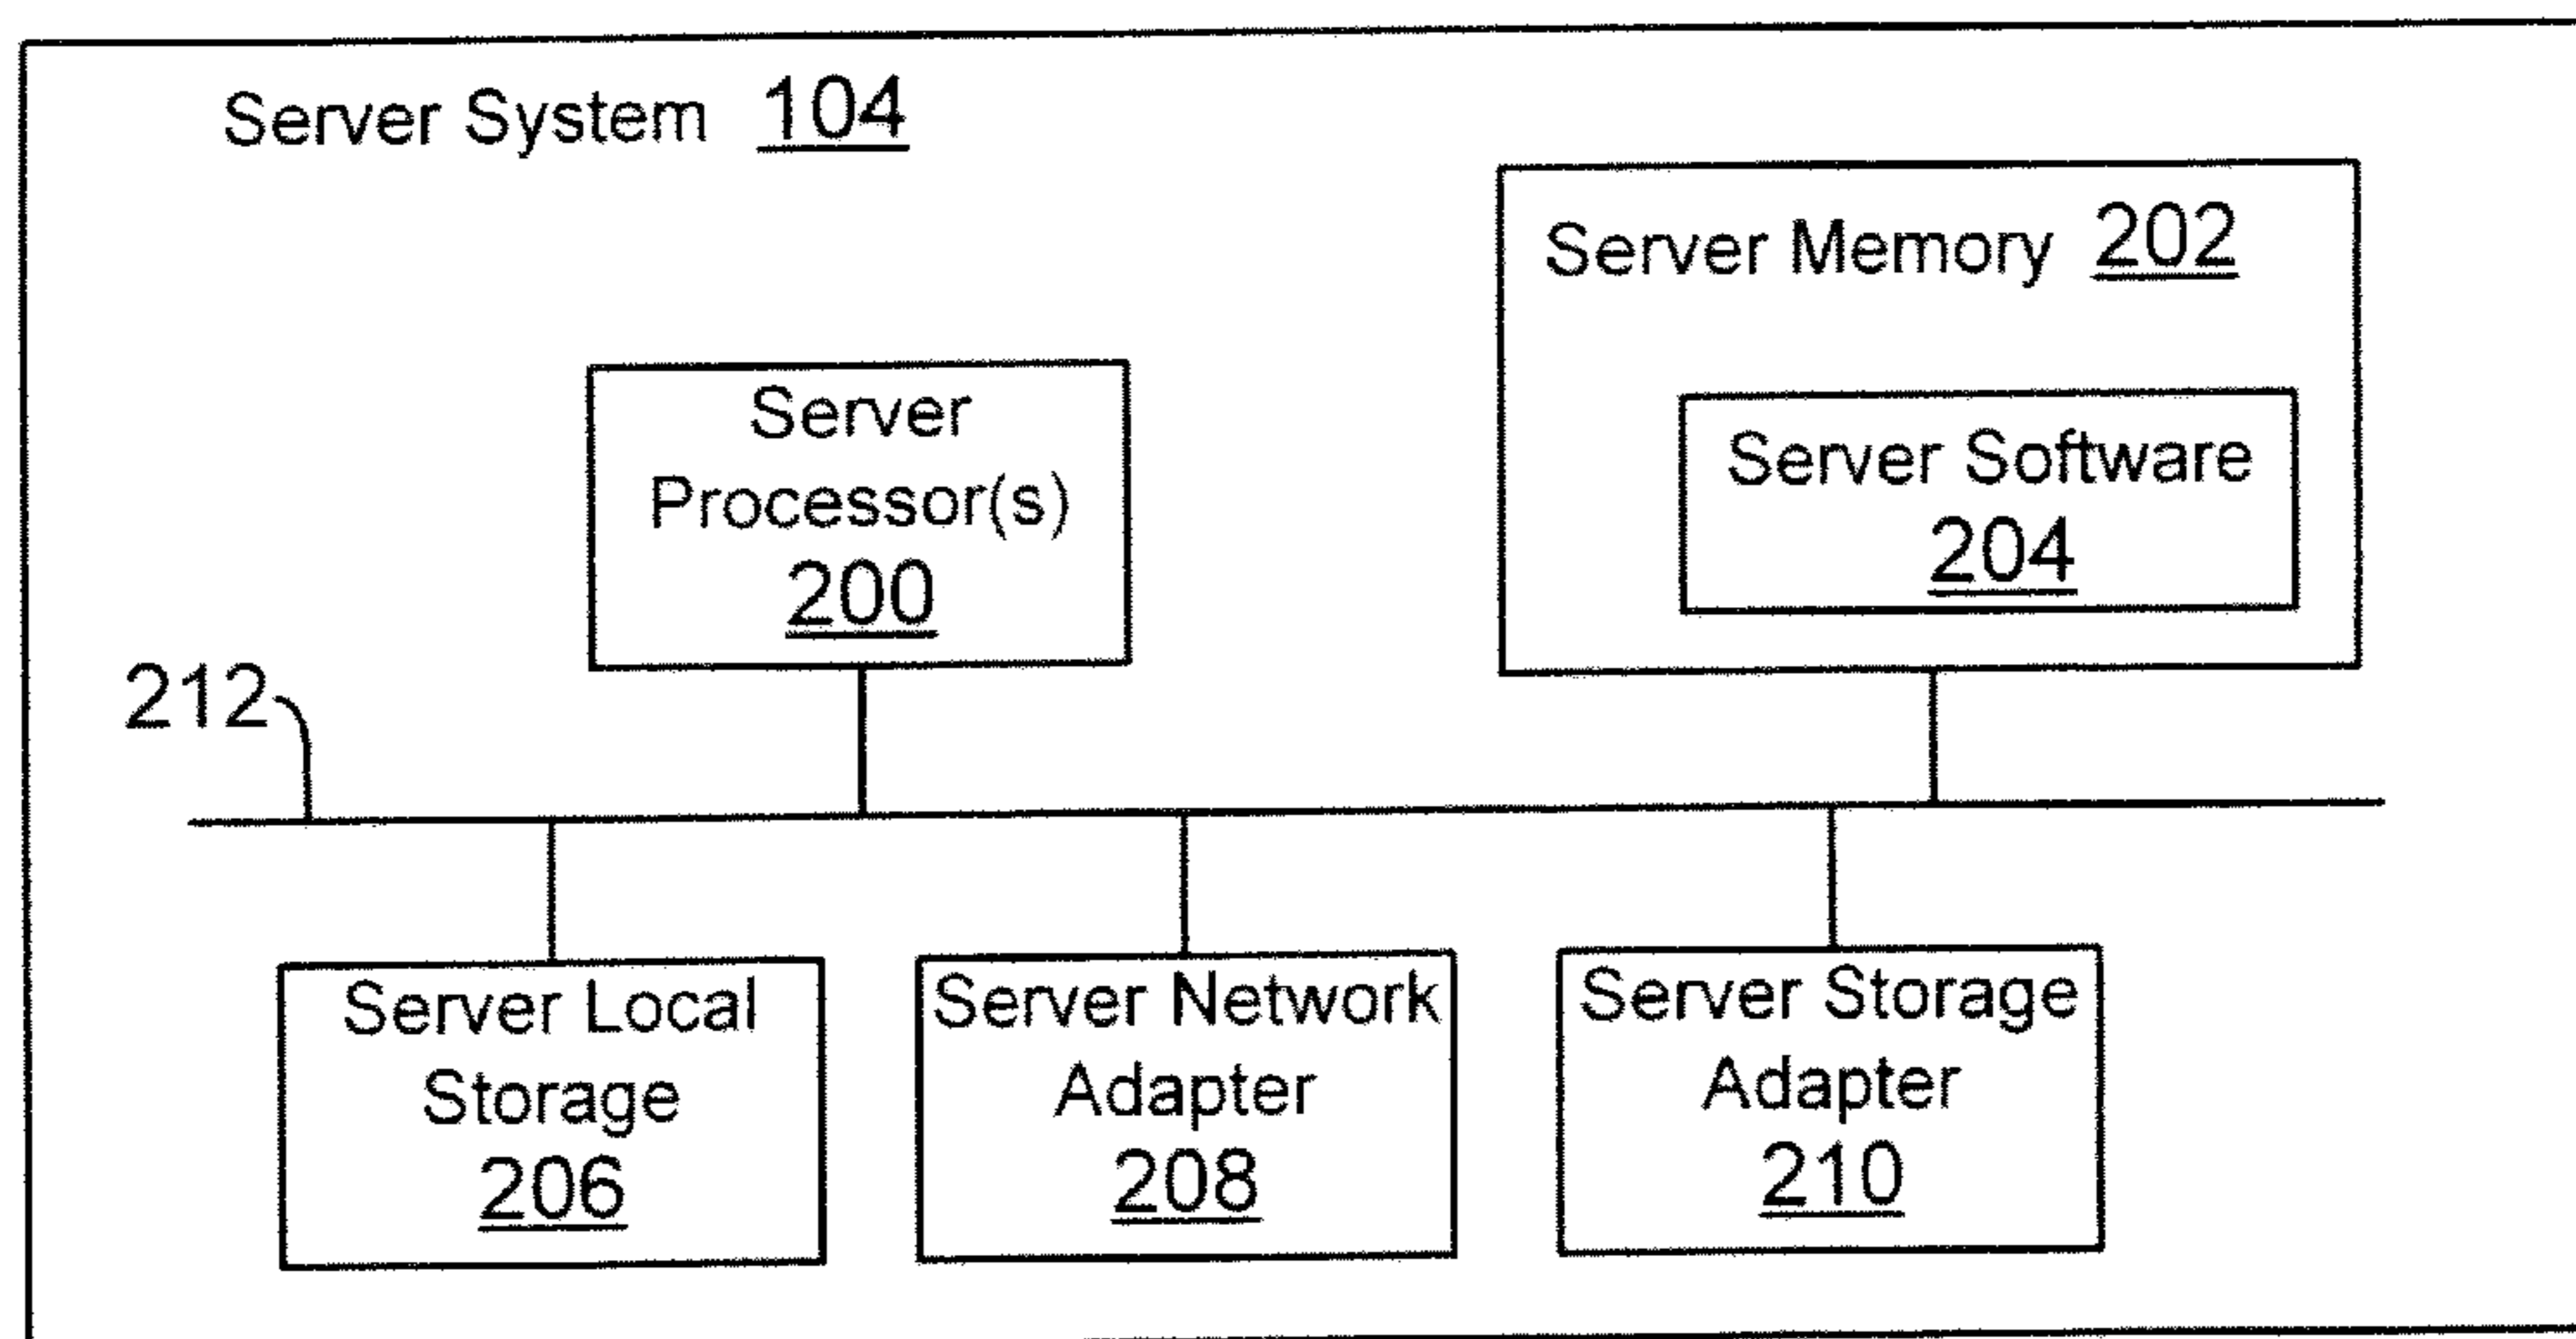 Server System 104
Server Memory 202
Server
Processor(s)
200
Server Software
204
212
Server Local
Storage
206
Server Network
Adapter
208
Server Storage
Adapter
210